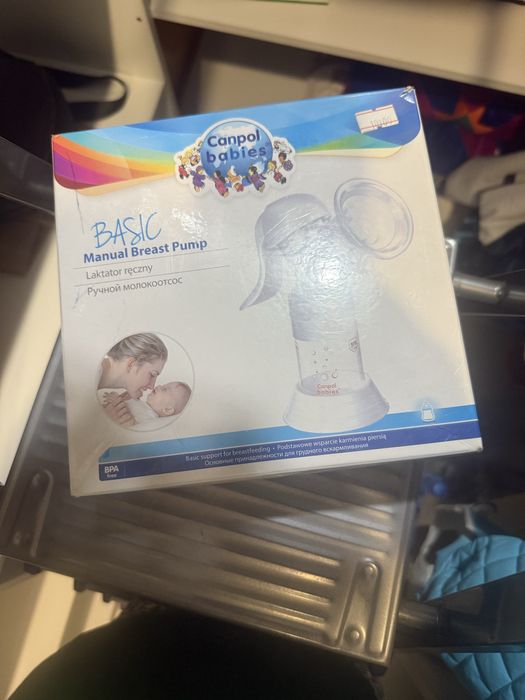 Canpol
babies
BASIC
Manual Breast Pump
Laktator ręczny
Ручной молокоотсос
Canpol
babies
BPA
free
Basic support for breastfeeding • Podstawowe wsparcie karmienia piersią
Основные принадлежности для грудного вскармливания